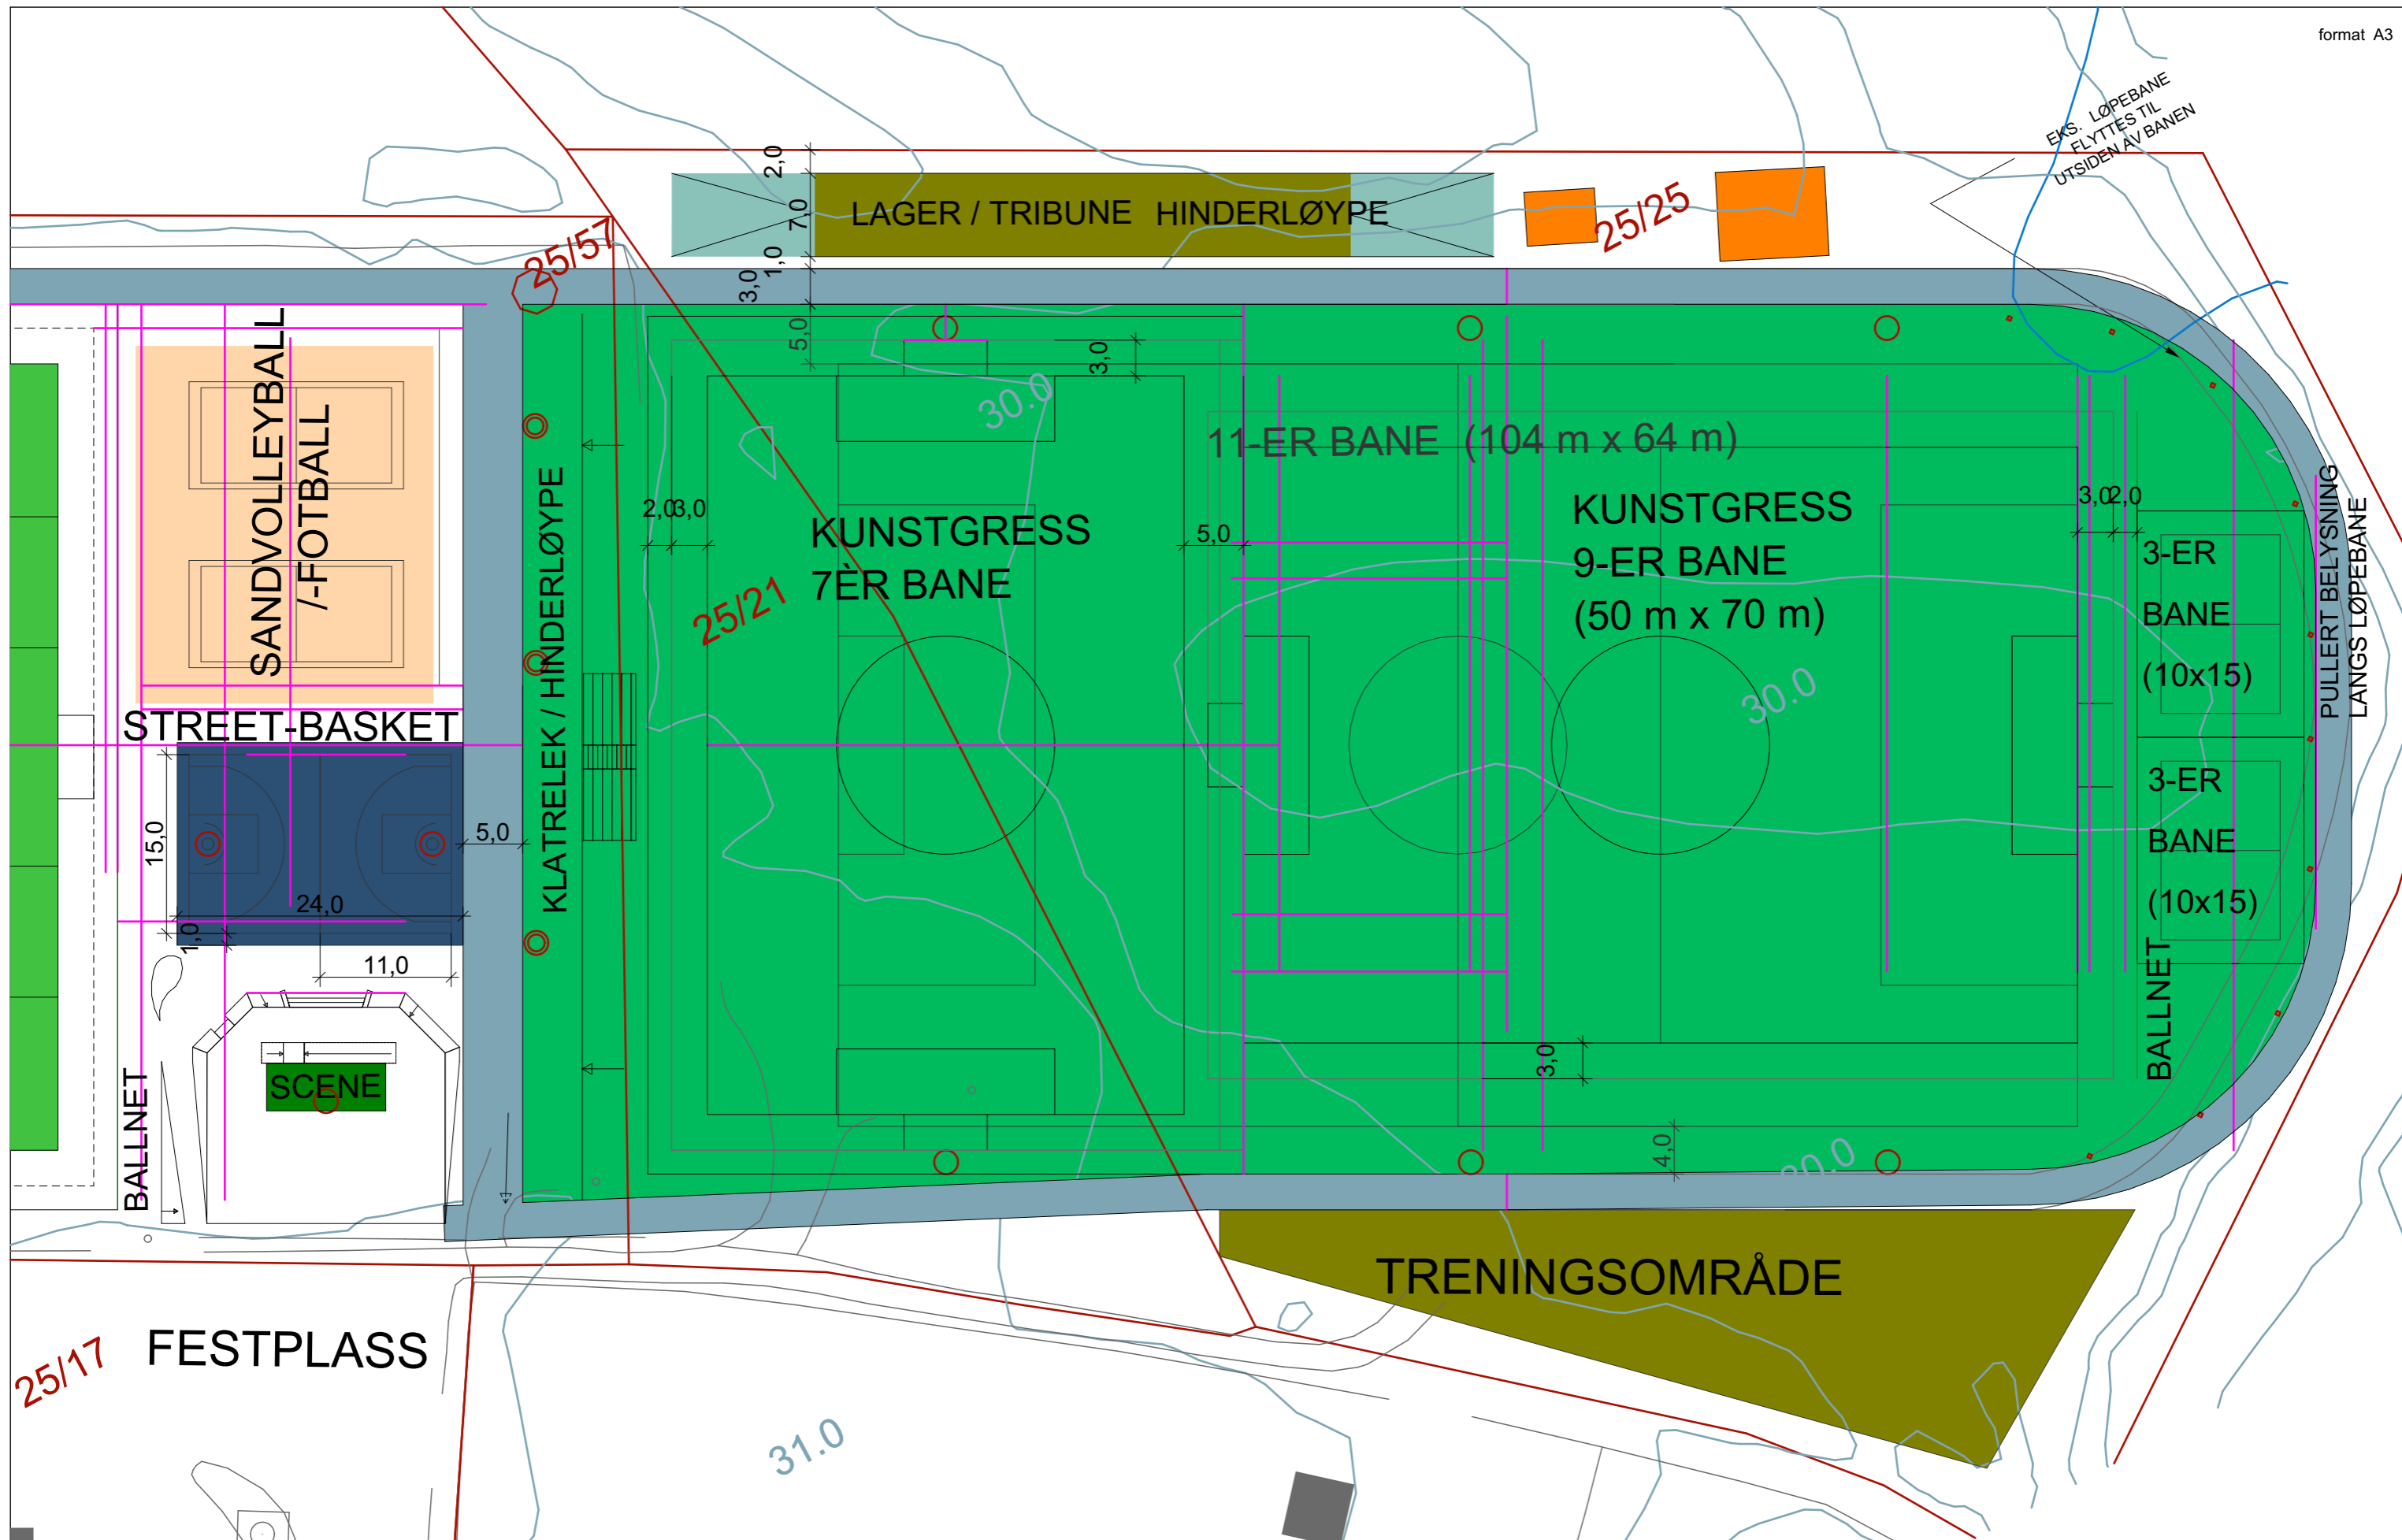 format A3
EKS. LØPEBANE
FLYTTES TIL
UTSIDEN AV BANEN
2,0
7,0
1,0
3,0
5,0
LAGER / TRIBUNE HINDERLØYPE
25/57
25/25
SANDVOLLEYBALL
/-FOTBALL
KLATRELEK / HINDERLØYPE
3,0
30.0
11-ER BANE (104 m x 64 m)
2,0
3,0
KUNSTGRESS
7ÈR BANE
5,0
KUNSTGRESS
9-ER BANE
(50 m x 70 m)
3,0
2,0
3-ER
BANE
(10x15)
PULLERT BELYSNING
LANGS LØPEBANE
25/21
30.0
STREET-BASKET
15,0
24,0
1,0
11,0
5,0
3-ER
BANE
(10x15)
BALLNET
SCENE
BALLNET
3,0
4,0
30.0
TRENINGSOMRÅDE
25/17
FESTPLASS
31.0